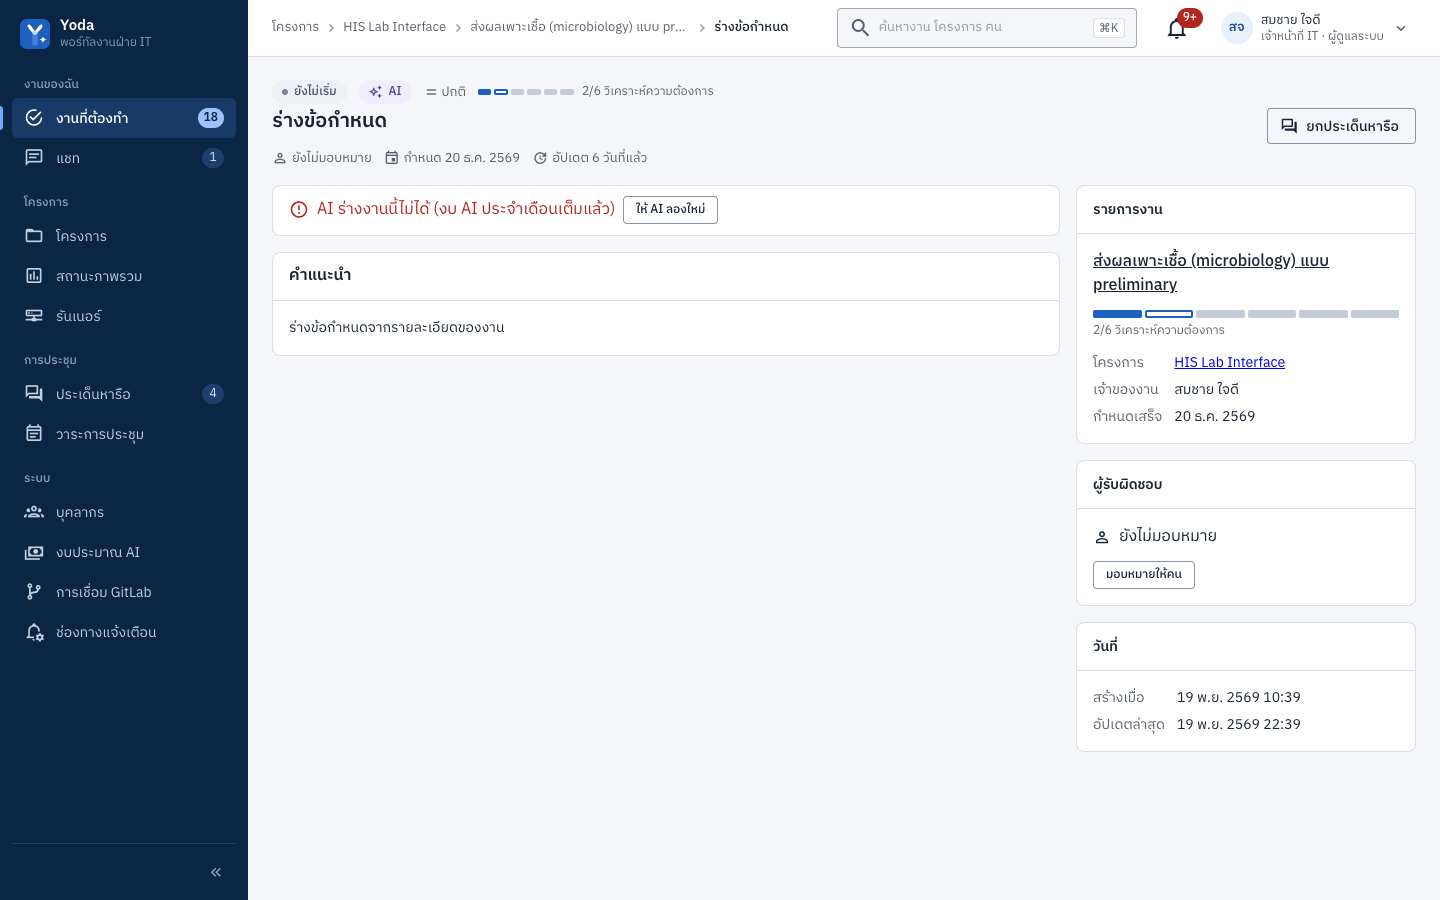 Yoda
พอร์ทัลงานฝ่าย IT
งานของฉัน
งานที่ต้องทำ 18
แชท 1
โครงการ
โครงการ
สถานะภาพรวม
รันเนอร์
การประชุม
ประเด็นหารือ 4
วาระการประชุม
ระบบ
บุคลากร
งบประมาณ AI
การเชื่อม GitLab
ช่องทางแจ้งเตือน
โครงการ > HIS Lab Interface > ส่งผลเพาะเชื้อ (microbiology) แบบ pr... > ร่างข้อกำหนด
ค้นหางาน โครงการ คน ⌘K
9+
สจ
สมชาย ใจดี
เจ้าหน้าที่ IT · ผู้ดูแลระบบ
ยังไม่เริ่ม AI ปกติ 2/6 วิเคราะห์ความต้องการ
ร่างข้อกำหนด
ยังไม่มอบหมาย กำหนด 20 ธ.ค. 2569 อัปเดต 6 วันที่แล้ว
ยกประเด็นหารือ
AI ร่างงานนี้ไม่ได้ (งบ AI ประจำเดือนเต็มแล้ว) ให้ AI ลองใหม่
คำแนะนำ
ร่างข้อกำหนดจากรายละเอียดของงาน
รายการงาน
ส่งผลเพาะเชื้อ (microbiology) แบบ
preliminary
2/6 วิเคราะห์ความต้องการ
โครงการ HIS Lab Interface
เจ้าของงาน สมชาย ใจดี
กำหนดเสร็จ 20 ธ.ค. 2569
ผู้รับผิดชอบ
ยังไม่มอบหมาย
มอบหมายให้คน
วันที่
สร้างเมื่อ 19 พ.ย. 2569 10:39
อัปเดตล่าสุด 19 พ.ย. 2569 22:39